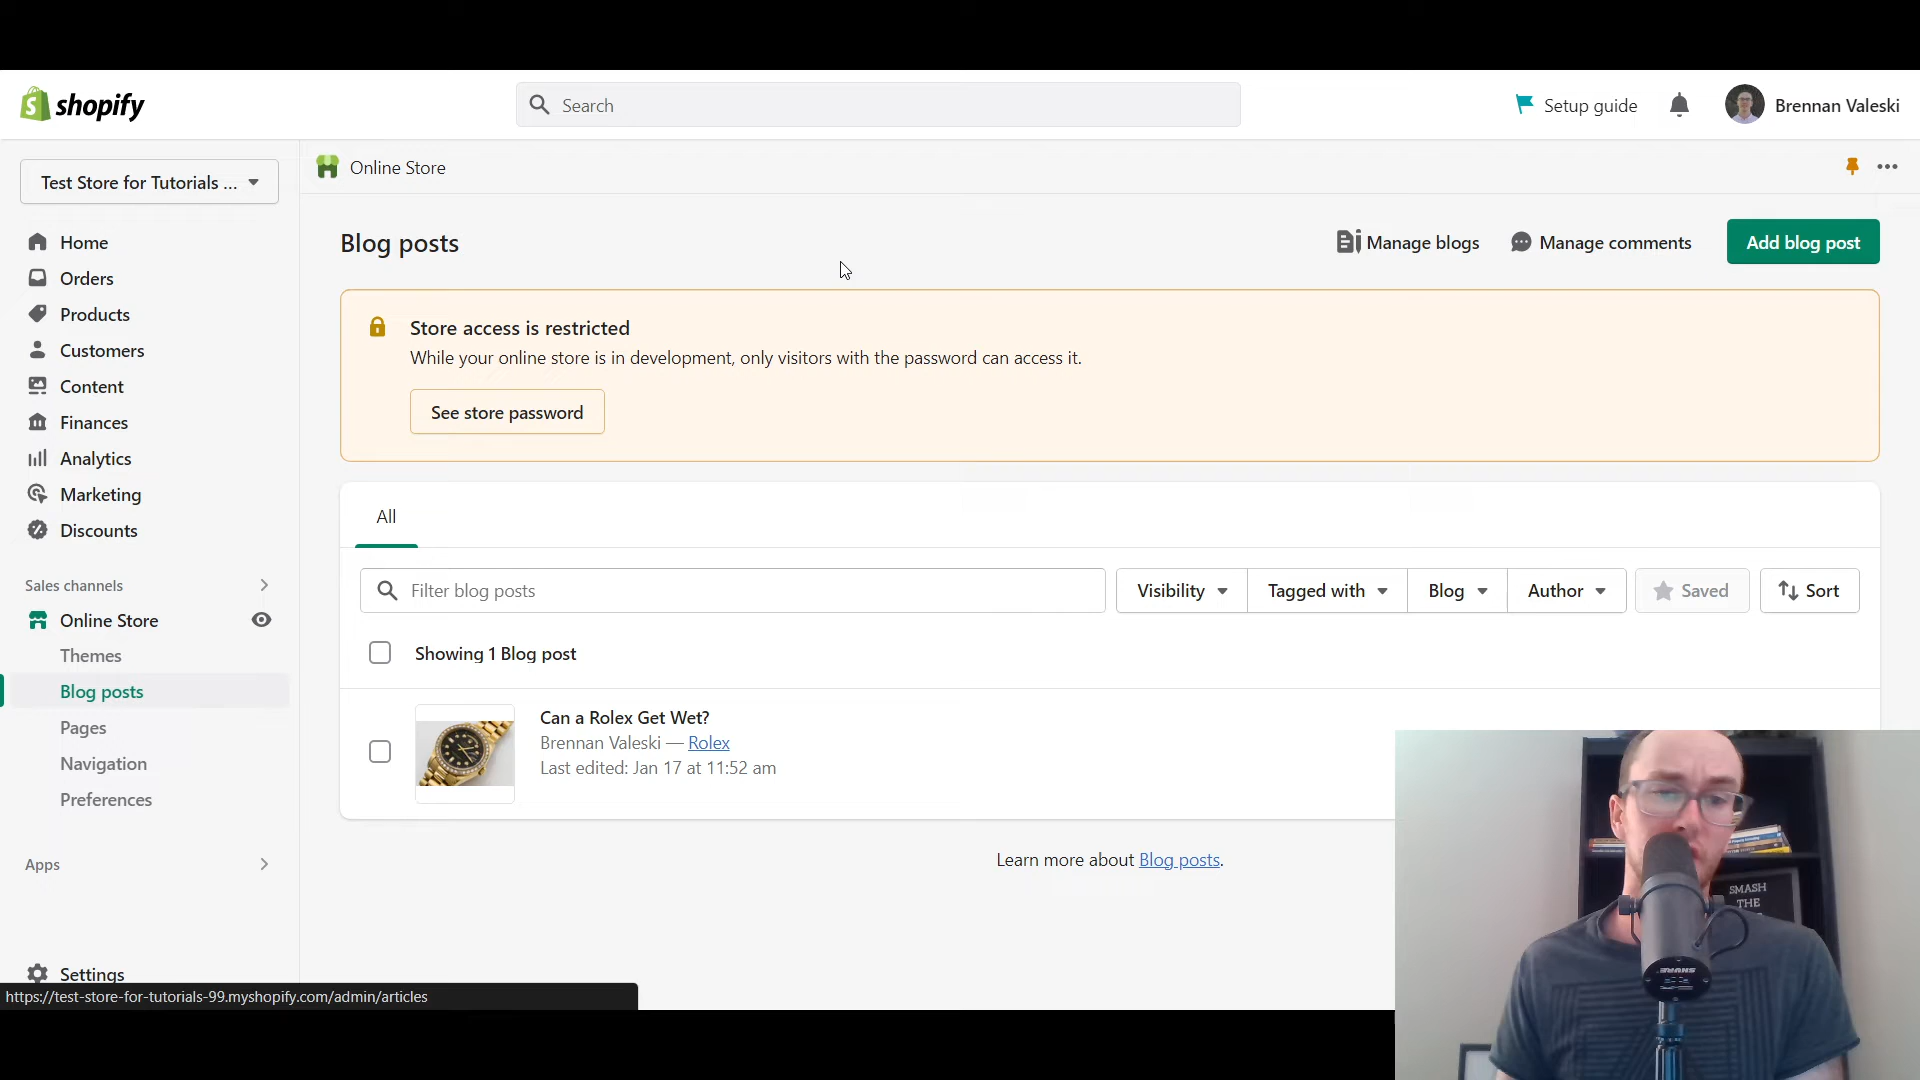 shopify
Search
Setup guide
Brennan Valeski
Test Store for Tutorials ...
Online Store
Home
Orders
Products
Customers
Content
Finances
Analytics
Marketing
Discounts
Sales channels
Online Store
Themes
Blog posts
Pages
Navigation
Preferences
Apps
Settings
https://test-store-for-tutorials-99.myshopify.com/admin/articles
Blog posts
Manage blogs
Manage comments
Add blog post
Store access is restricted
While your online store is in development, only visitors with the password can access it.
See store password
All
Filter blog posts
Visibility
Tagged with
Blog
Author
Saved
Sort
Showing 1 Blog post
Can a Rolex Get Wet?
Brennan Valeski — Rolex
Last edited: Jan 17 at 11:52 am
Learn more about Blog posts.
SMASH
THE
SHURE